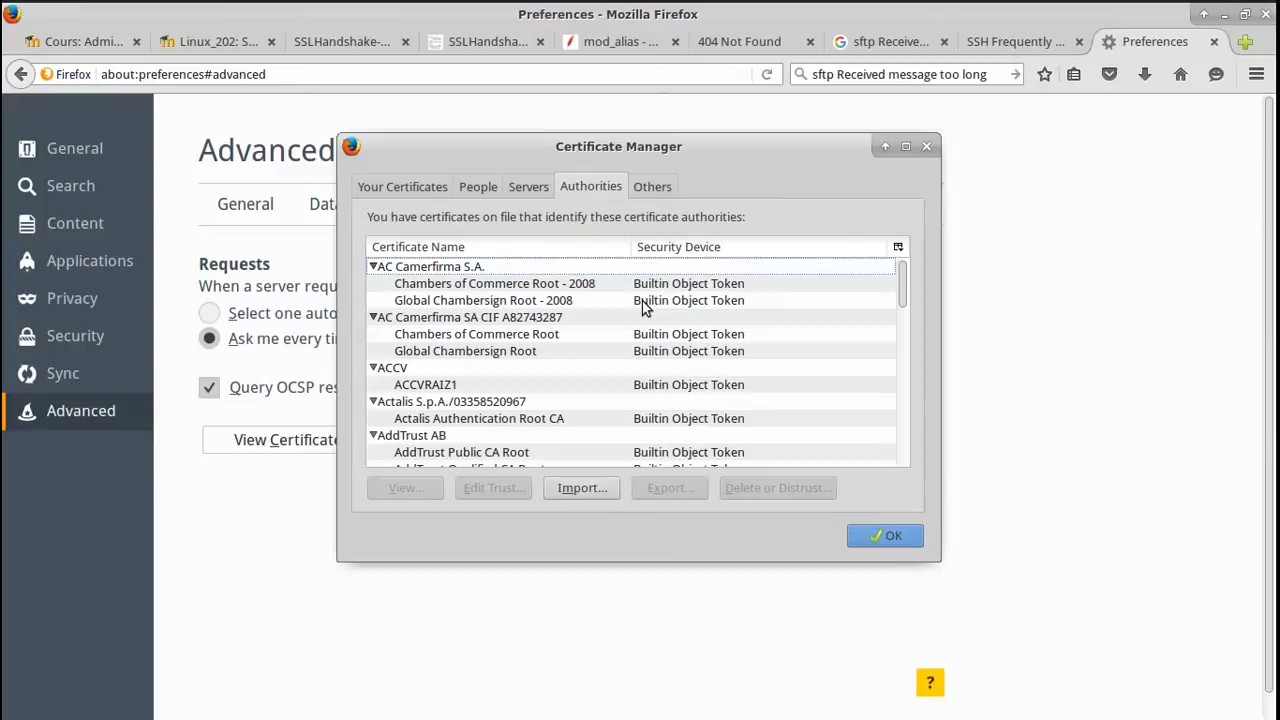 Preferences - Mozilla Firefox
Cours: Admi...
Linux_202: S...
SSLHandshake-...
SSLHandsha...
mod_alias - ...
404 Not Found
sftp Receive...
SSH Frequently ...
Preferences
Firefox
about:preferences#advanced
sftp Received message too long
General
Search
Content
Applications
Privacy
Security
Sync
Advanced
Advanced
General
Requests
When a server requ
Select one auto
Ask me every ti
Query OCSP res
View Certificate
Certificate Manager
Your Certificates People Servers Authorities Others
You have certificates on file that identify these certificate authorities:
Certificate Name Security Device
AC Camerfirma S.A.
Chambers of Commerce Root - 2008 Builtin Object Token
Global Chambersign Root - 2008 Builtin Object Token
AC Camerfirma SA CIF A82743287
Chambers of Commerce Root Builtin Object Token
Global Chambersign Root Builtin Object Token
ACCV
ACCVRAIZ1 Builtin Object Token
Actalis S.p.A./03358520967
Actalis Authentication Root CA Builtin Object Token
AddTrust AB
AddTrust Public CA Root Builtin Object Token
View... Edit Trust... Import... Export... Delete or Distrust...
OK
?